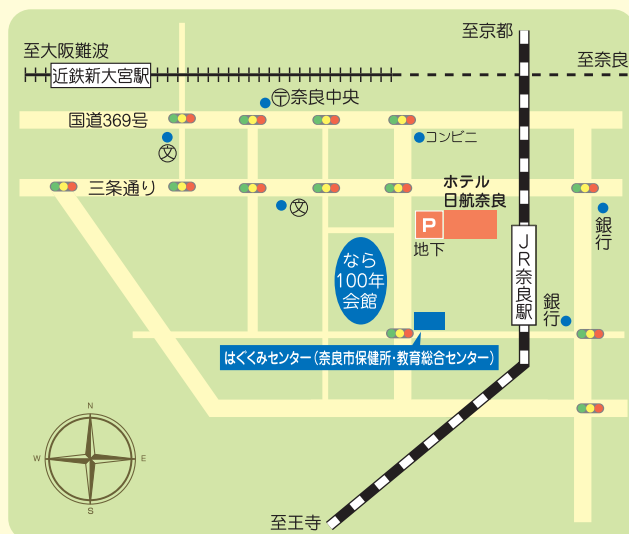 至京都
至大阪難波
至奈良
近鉄新大宮駅
〶奈良中央
国道369号
コンビニ
文
三条通り
ホテル
日航奈良
文
P
地下
銀行
JR奈良駅
なら
100年
会館
銀行
はぐくみセンター(奈良市保健所・教育総合センター)
N
W
E
S
至王寺